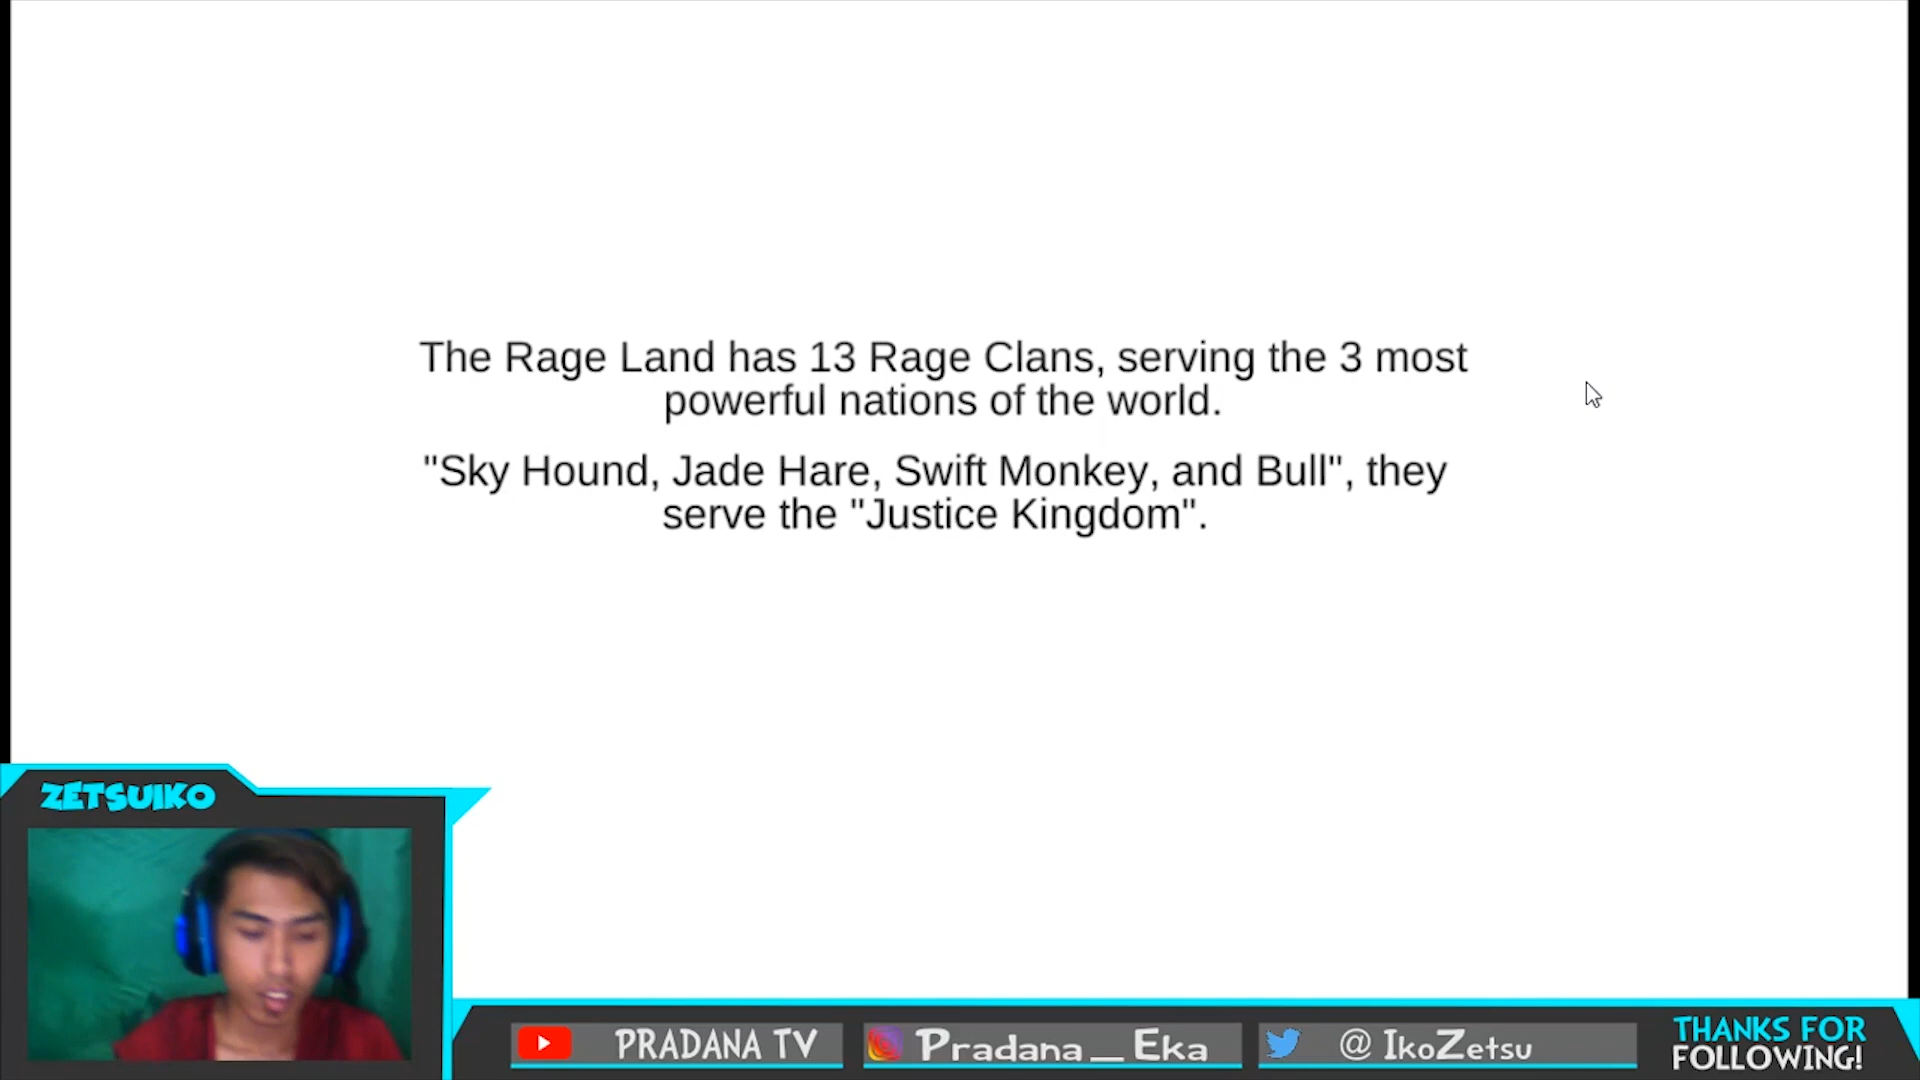 The Rage Land has 13 Rage Clans, serving the 3 most
powerful nations of the world.
"Sky Hound, Jade Hare, Swift Monkey, and Bull", they
serve the "Justice Kingdom".
ZETSUIKO
PRADANA TV
Pradana_Eka
@IkoZetsu
THANKS FOR
FOLLOWING!